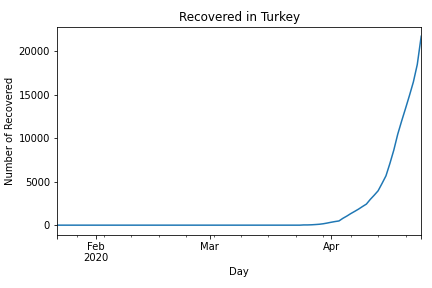 Recovered in Turkey
Number of Recovered
20000
15000
10000
5000
0
Feb
2020
Mar
Apr
Day